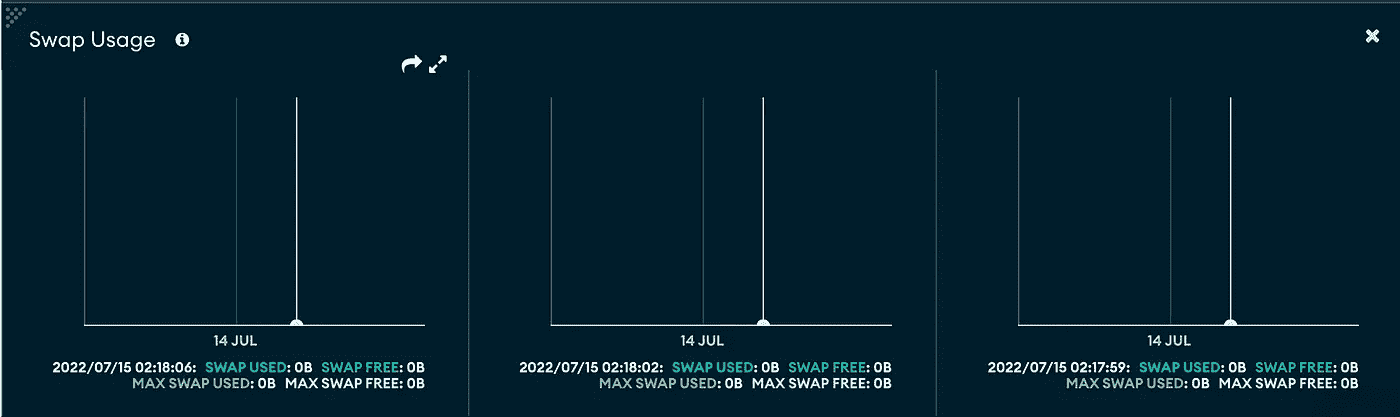 Swap Usage
14 JUL
2022/07/15 02:18:06: SWAP USED: 0B SWAP FREE: 0B
MAX SWAP USED: 0B MAX SWAP FREE: 0B
14 JUL
2022/07/15 02:18:02: SWAP USED: 0B SWAP FREE: 0B
MAX SWAP USED: 0B MAX SWAP FREE: 0B
14 JUL
2022/07/15 02:17:59: SWAP USED: 0B SWAP FREE: 0B
MAX SWAP USED: 0B MAX SWAP FREE: 0B